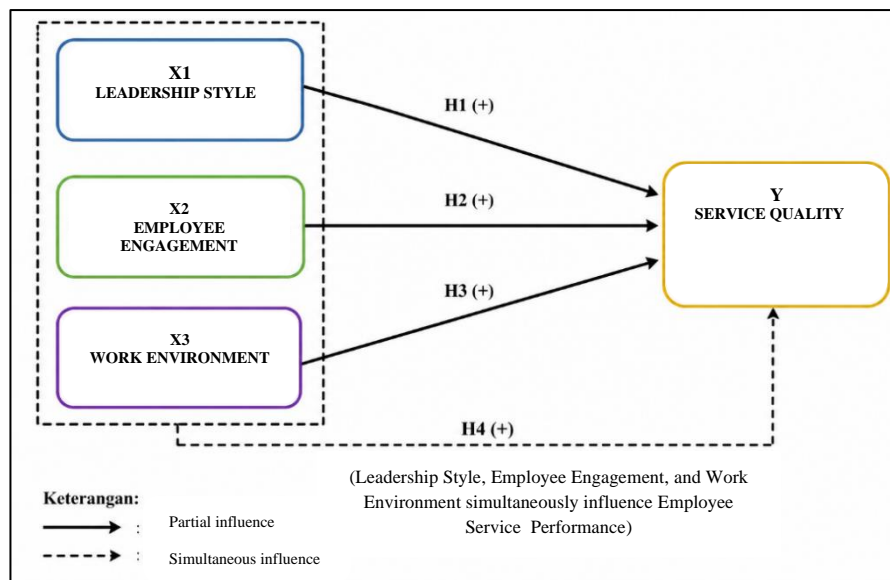 X1
LEADERSHIP STYLE
H1 (+)
X2
EMPLOYEE
ENGAGEMENT
H2 (+)
Y
SERVICE QUALITY
H3 (+)
X3
WORK ENVIRONMENT
H4 (+)
(Leadership Style, Employee Engagement, and Work
Environment simultaneously influence Employee
Service Performance)
Keterangan:
: Partial influence
: Simultaneous influence